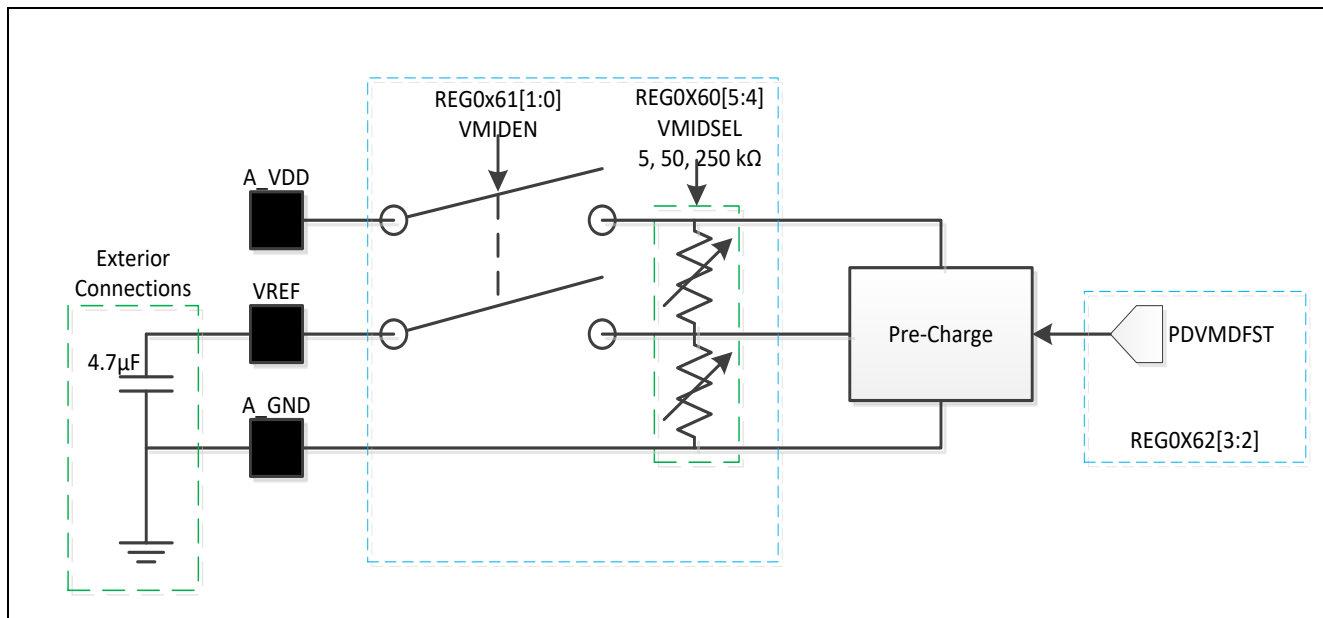 REG0x61[1:0]
VMIDEN
REG0X60[5:4]
VMIDSEL
5, 50, 250 kΩ
A_VDD
Exterior
Connections
VREF
4.7µF
A_GND
Pre-Charge
PDVMDFST
REG0X62[3:2]